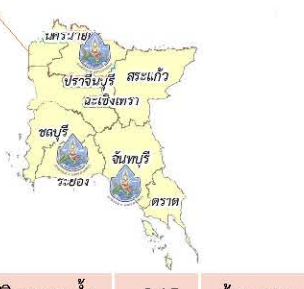 นครนายก
ปราจีนบุรี สระแก้ว
ฉะเชิงเทรา
ชลบุรี
จันทบุรี
ระยอง
ตราด